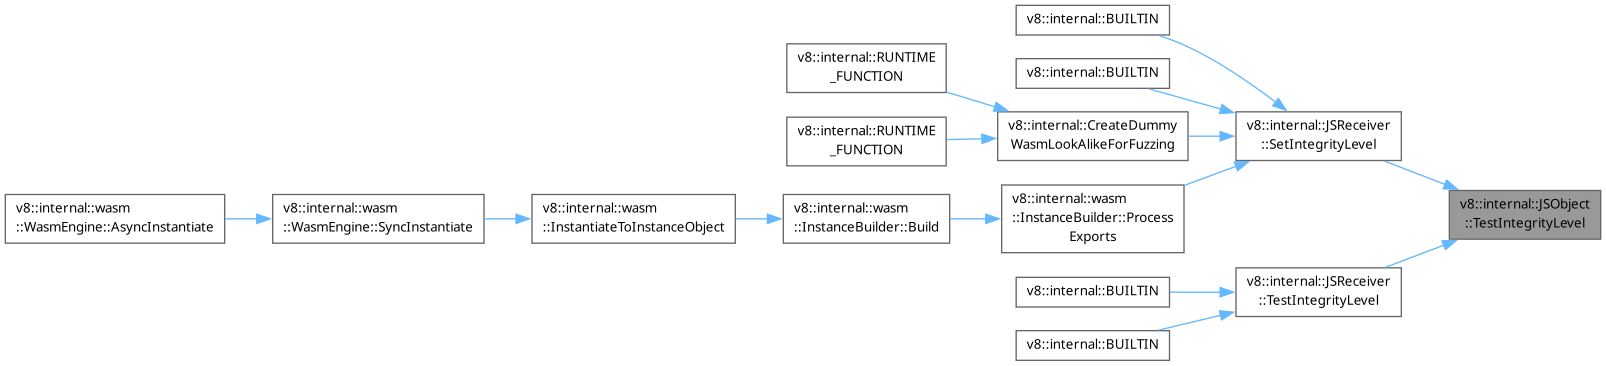 v8::internal::BUILTIN
v8::internal::RUNTIME
_FUNCTION
v8::internal::BUILTIN
v8::internal::RUNTIME
_FUNCTION
v8::internal::CreateDummy
WasmLookAlikeForFuzzing
v8::internal::JSReceiver
::SetIntegrityLevel
v8::internal::wasm
::WasmEngine::AsyncInstantiate
v8::internal::wasm
::WasmEngine::SyncInstantiate
v8::internal::wasm
::InstantiateToInstanceObject
v8::internal::wasm
::InstanceBuilder::Build
v8::internal::wasm
::InstanceBuilder::Process
Exports
v8::internal::JSObject
::TestIntegrityLevel
v8::internal::BUILTIN
v8::internal::JSReceiver
::TestIntegrityLevel
v8::internal::BUILTIN